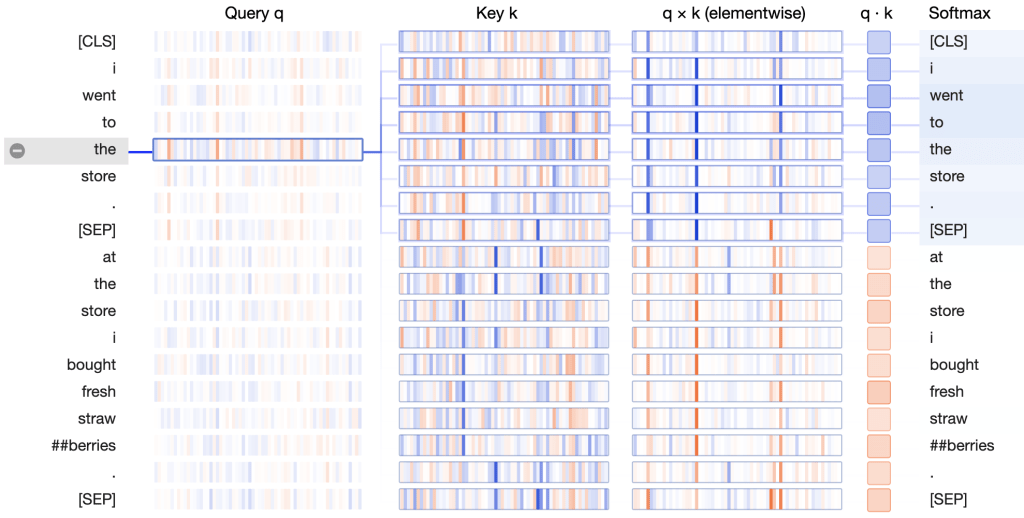 Query q Key k q × k (elementwise) q · k Softmax
[CLS] [CLS]
i i
went went
to to
the the
store store
. .
[SEP] [SEP]
at at
the the
store store
i i
bought bought
fresh fresh
straw straw
##berries ##berries
. .
[SEP] [SEP]